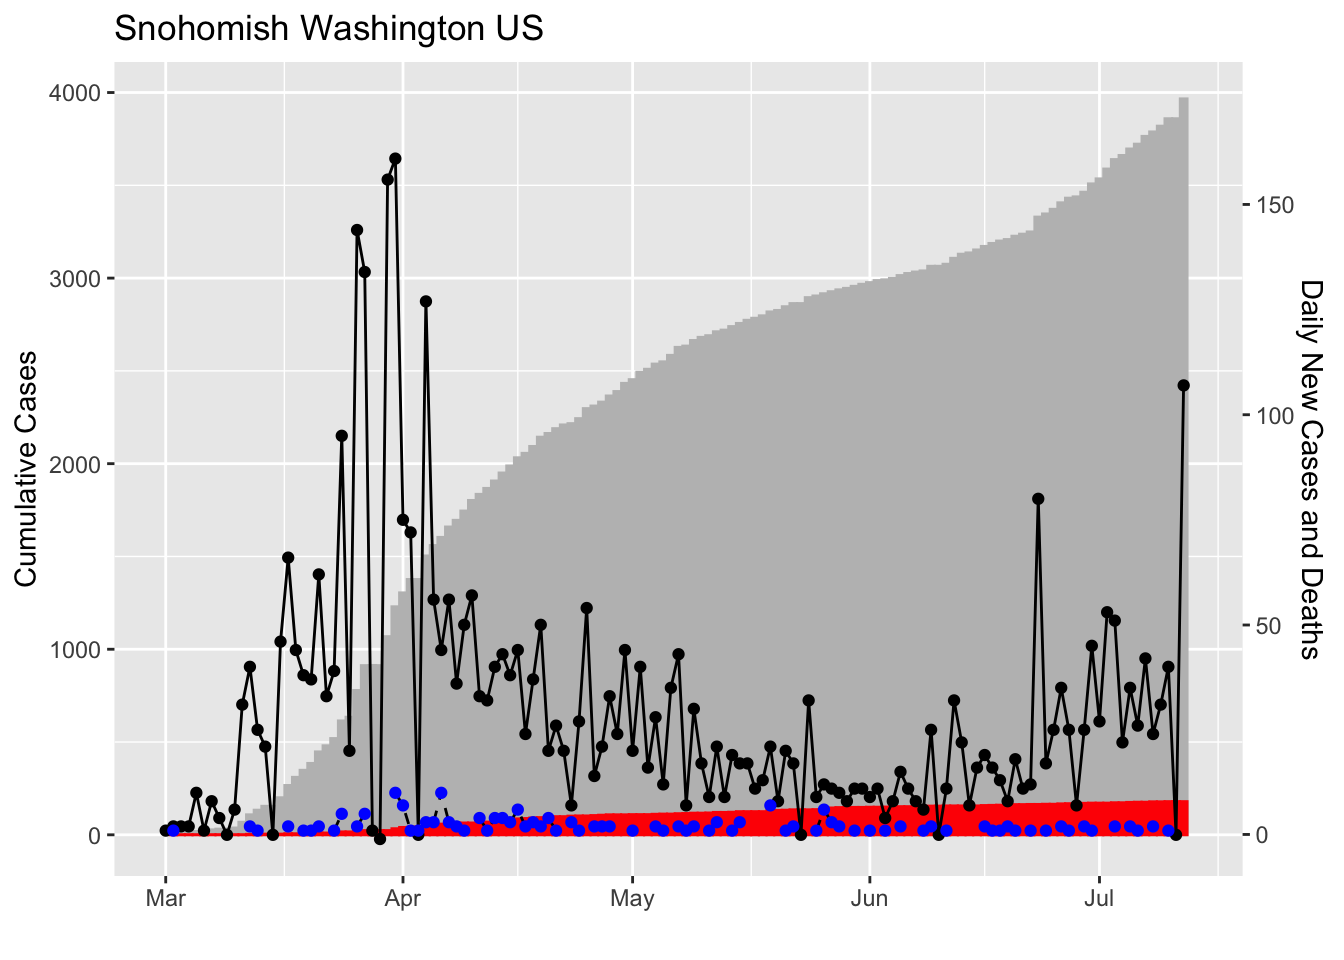 Snohomish Washington US
4000
3000
2000
1000
0
Cumulative Cases
150
100
50
0
Daily New Cases and Deaths
Mar
Apr
May
Jun
Jul